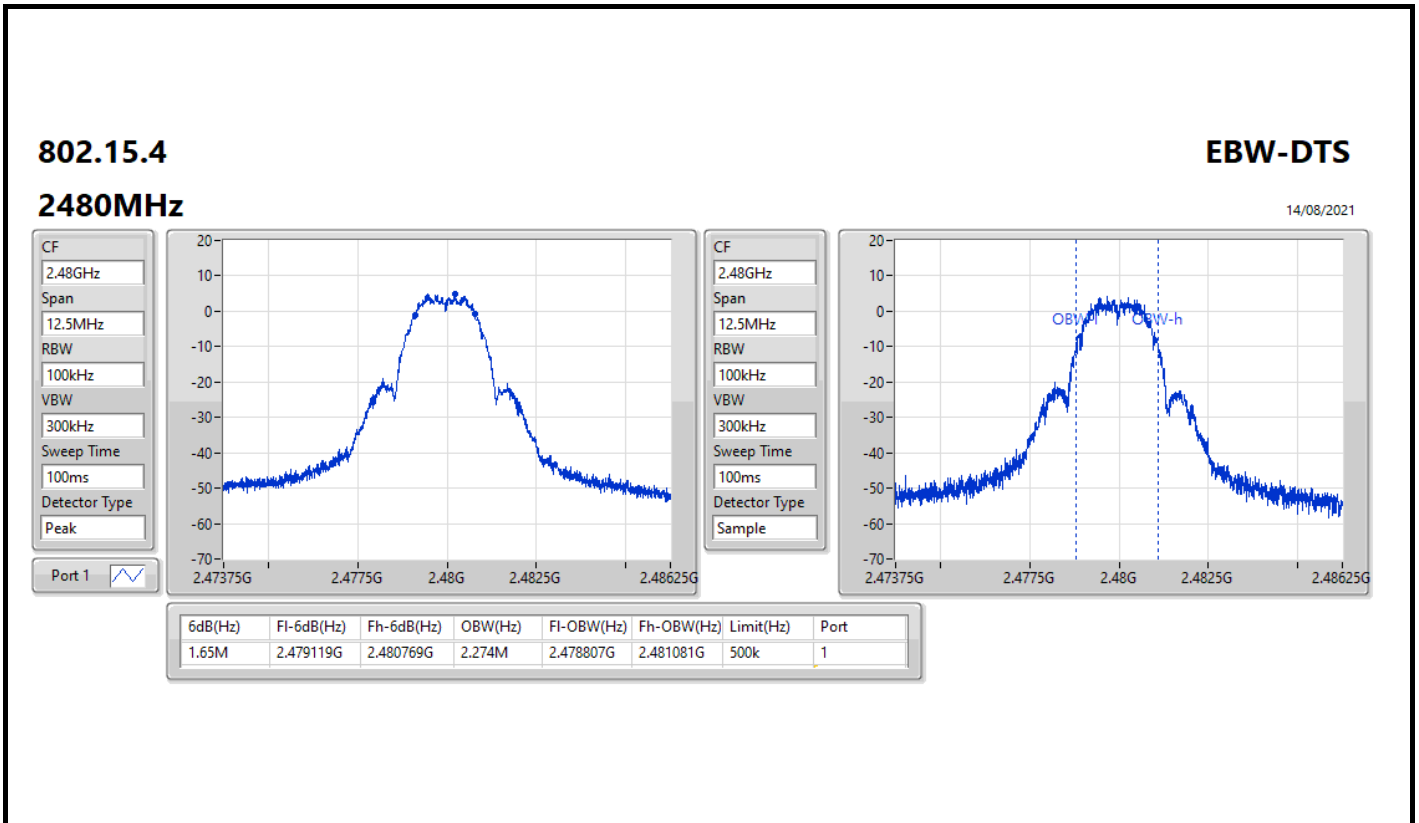 802.15.4
EBW-DTS
2480MHz
14/08/2021
CF
2.48GHz
Span
12.5MHz
RBW
100kHz
VBW
300kHz
Sweep Time
100ms
Detector Type
Peak
Port 1
20
10
0
-10
-20
-30
-40
-50
-60
-70
2.47375G 2.4775G 2.48G 2.4825G 2.48625G
CF
2.48GHz
Span
12.5MHz
RBW
100kHz
VBW
300kHz
Sweep Time
100ms
Detector Type
Sample
20
10
0
-10
-20
-30
-40
-50
-60
-70
OBW-l OBW-h
2.47375G 2.4775G 2.48G 2.4825G 2.48625G
6dB(Hz) Fl-6dB(Hz) Fh-6dB(Hz) OBW(Hz) Fl-OBW(Hz) Fh-OBW(Hz) Limit(Hz) Port
1.65M 2.479119G 2.480769G 2.274M 2.478807G 2.481081G 500k 1